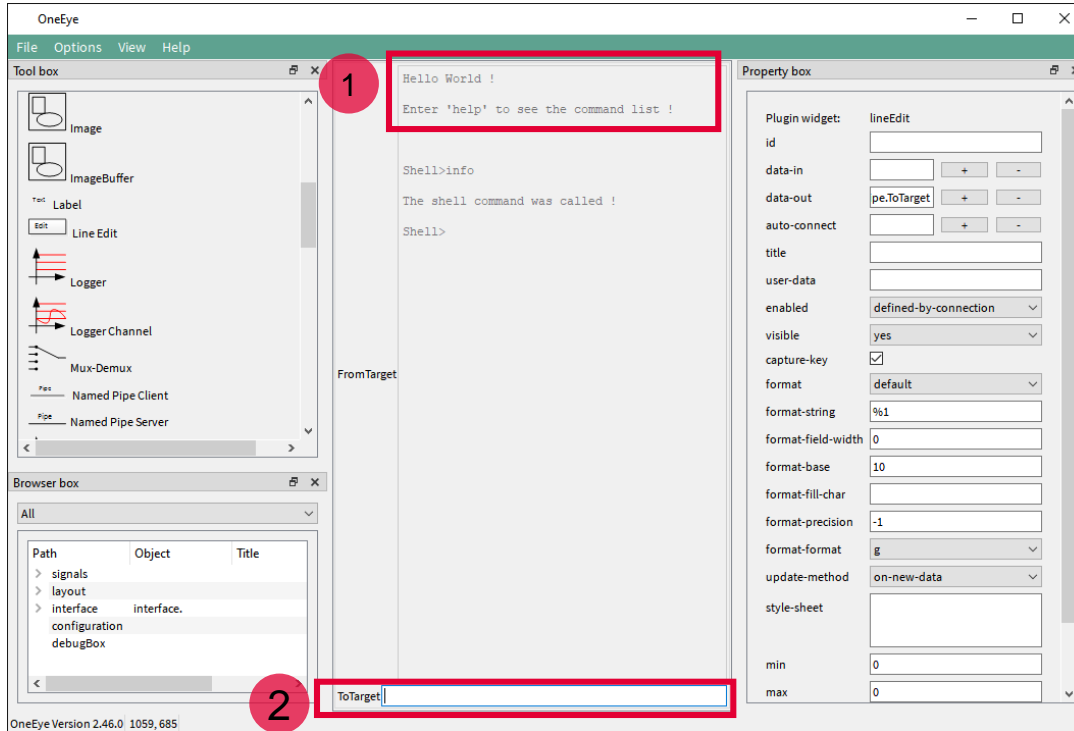 OneEye
File Options View Help
Tool box
Image
ImageBuffer
Text Label
Edit Line Edit
Logger
Logger Channel
Mux-Demux
Pipe Named Pipe Client
Pipe Named Pipe Server
Browser box
All
Path Object Title
signals
layout
interface interface.
configuration
debugBox
OneEye Version 2.46.0 1059, 685
1
Hello World !
Enter 'help' to see the command list !
Shell>info
The shell command was called !
Shell>
FromTarget
2
ToTarget
Property box
Plugin widget: lineEdit
id
data-in + -
data-out pe.ToTarget + -
auto-connect + -
title
user-data
enabled defined-by-connection
visible yes
capture-key
format default
format-string %1
format-field-width 0
format-base 10
format-fill-char
format-precision -1
format-format g
update-method on-new-data
style-sheet
min 0
max 0